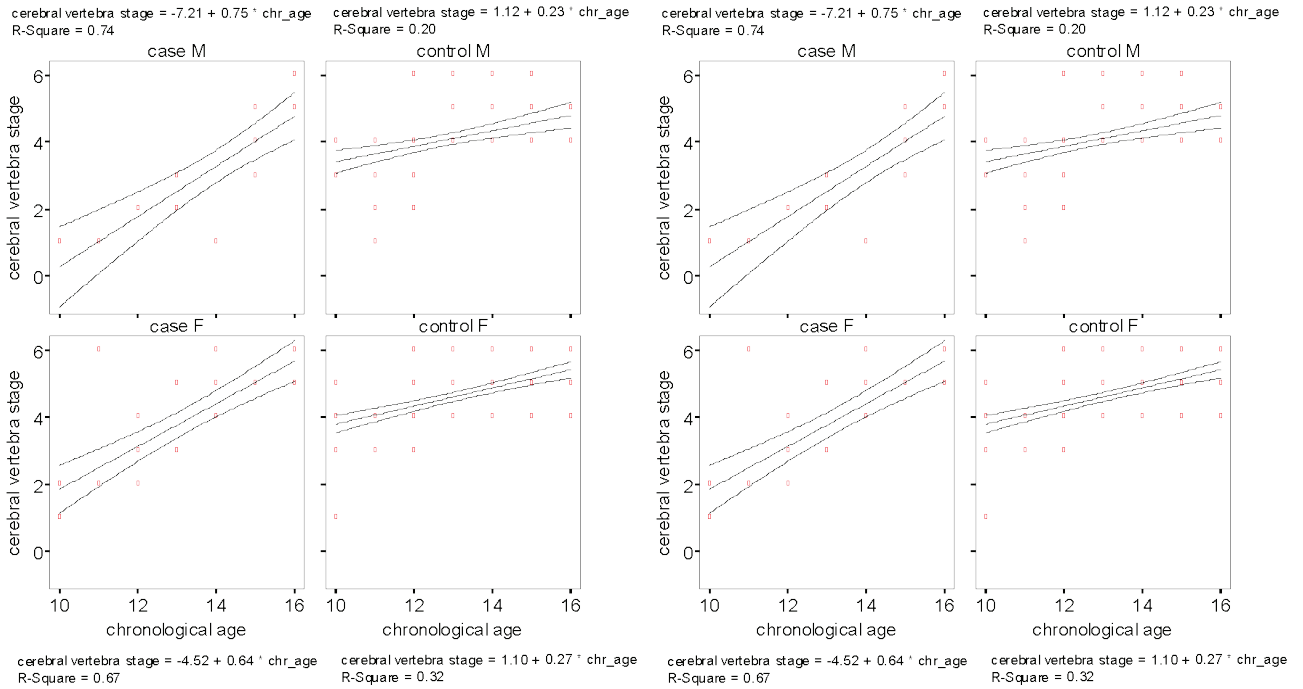 cerebral vertebra stage = -7.21 + 0.75 * chr_age
R-Square = 0.74
cerebral vertebra stage = 1.12 + 0.23 * chr_age
R-Square = 0.20
case M
control M
6
4
2
0
cerebral vertebra stage
case F
control F
6
4
2
0
cerebral vertebra stage
10
12
14
16
10
12
14
16
chronological age
chronological age
cerebral vertebra stage = -4.52 + 0.64 * chr_age
R-Square = 0.67
cerebral vertebra stage = 1.10 + 0.27 * chr_age
R-Square = 0.32
cerebral vertebra stage = -7.21 + 0.75 * chr_age
R-Square = 0.74
cerebral vertebra stage = 1.12 + 0.23 * chr_age
R-Square = 0.20
case M
control M
6
4
2
0
cerebral vertebra stage
case F
control F
6
4
2
0
cerebral vertebra stage
10
12
14
16
10
12
14
16
chronological age
chronological age
cerebral vertebra stage = -4.52 + 0.64 * chr_age
R-Square = 0.67
cerebral vertebra stage = 1.10 + 0.27 * chr_age
R-Square = 0.32